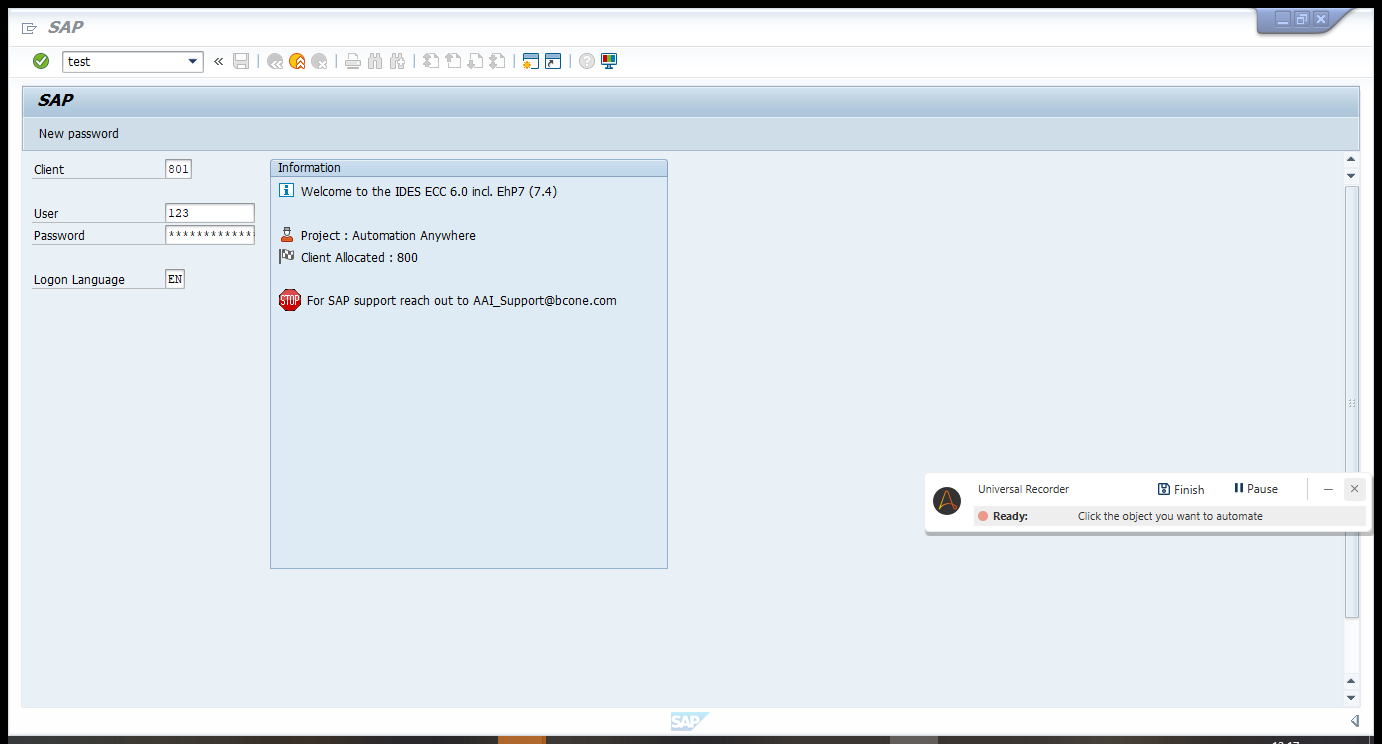 SAP
test
SAP
New password
Client 801
User 123
Password *************
Logon Language EN
Information
Welcome to the IDES ECC 6.0 incl. EhP7 (7.4)
Project : Automation Anywhere
Client Allocated : 800
STOP For SAP support reach out to AAI_Support@bcone.com
Universal Recorder Finish Pause
Ready: Click the object you want to automate
SAP